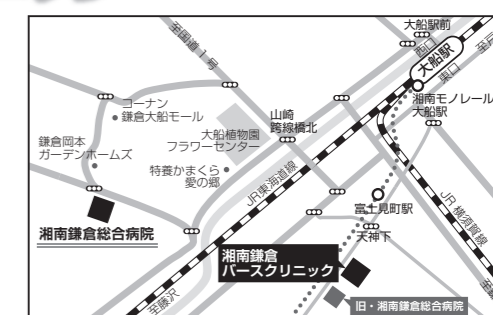 大船駅前
至国道1号
西口
大船駅
東口
コーナン
鎌倉大船モール
山崎
跨線橋北
湘南モノレール
大船駅
大船植物園
フラワーセンター
鎌倉岡本
ガーデンホームズ
特養かまくら
愛の郷
JR東海道線
富士見町駅
JR横須賀線
天神下
湘南鎌倉総合病院
湘南鎌倉
バースクリニック
至藤沢
旧・湘南鎌倉総合病院